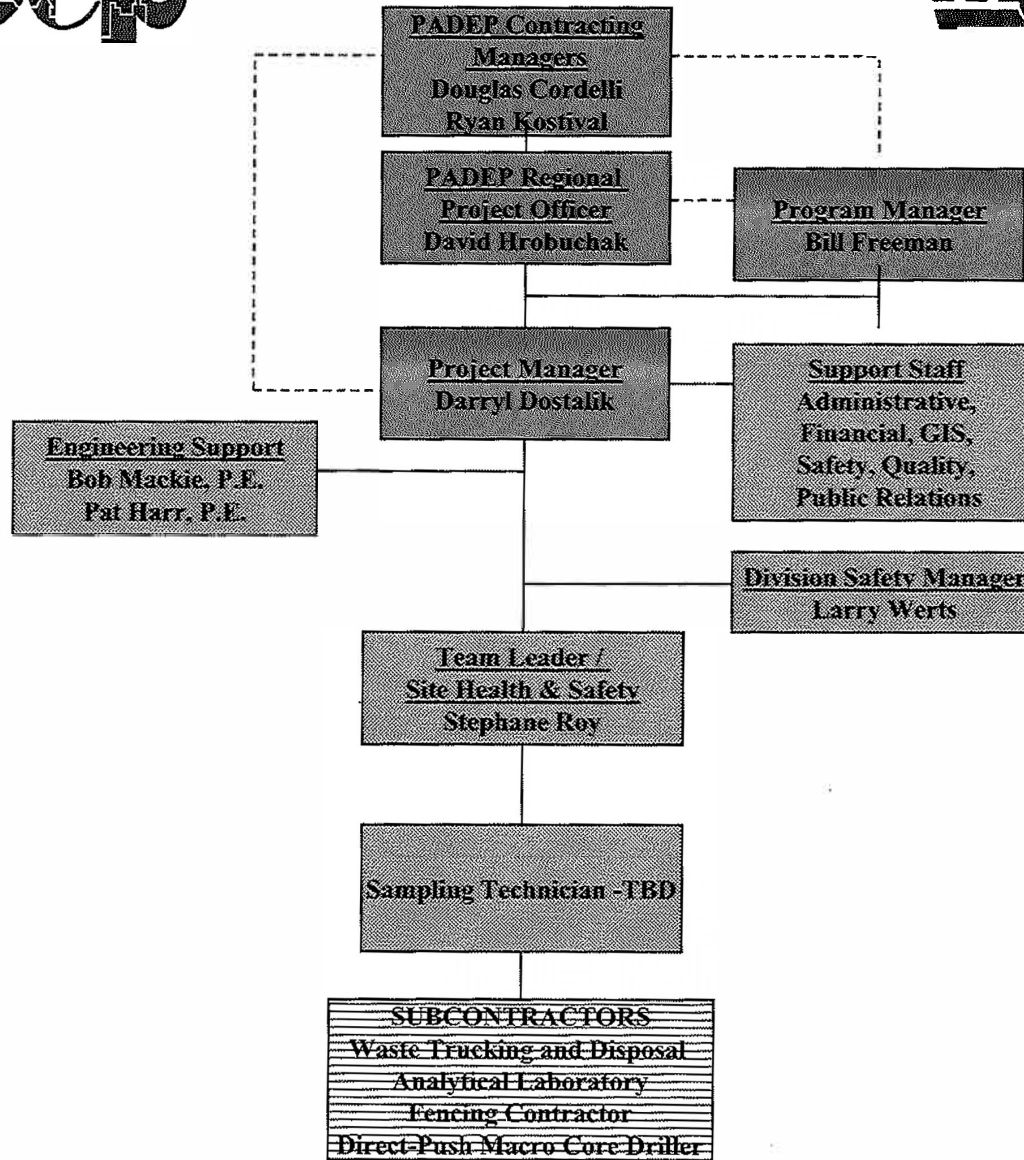 PADEP Contracting
Managers
Douglas Cordelli
Ryan Kostival
PADEP Regional
Project Officer
David Hrobuchak
Program Manager
Bill Freeman
Project Manager
Darryl Dostalik
Support Staff
Administrative,
Financial, GIS,
Safety, Quality,
Public Relations
Engineering Support
Bob Mackie, P.E.
Pat Harr, P.E.
Division Safety Manager
Larry Werts
Team Leader /
Site Health & Safety
Stephane Roy
Sampling Technician -TBD
SUBCONTRACTORS
Waste Trucking and Disposal
Analytical Laboratory
Fencing Contractor
Direct-Push Macro Core Driller